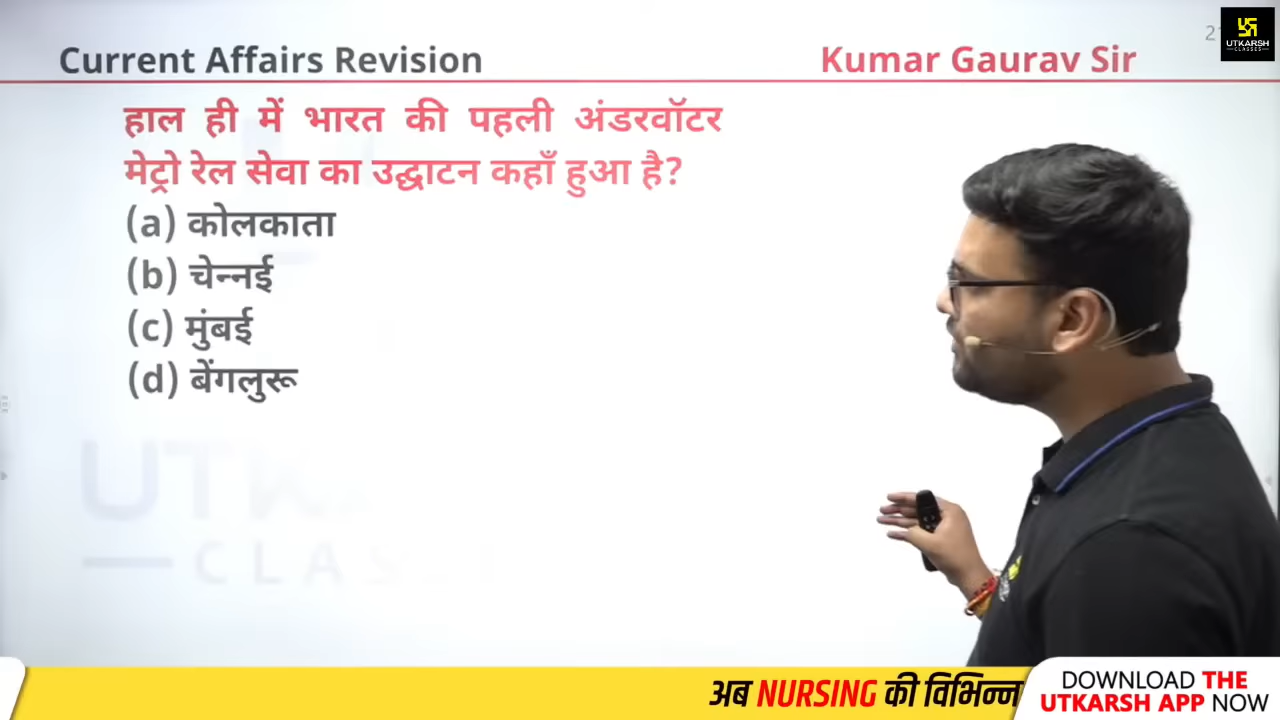 Current Affairs Revision
Kumar Gaurav Sir
UTKARSH
CLASSES
हाल ही में भारत की पहली अंडरवॉटर
मेट्रो रेल सेवा का उद्घाटन कहाँ हुआ है?
(a) कोलकाता
(b) चेन्नई
(c) मुंबई
(d) बेंगलुरू
अब NURSING की विभिन्न
DOWNLOAD THE
UTKARSH APP NOW